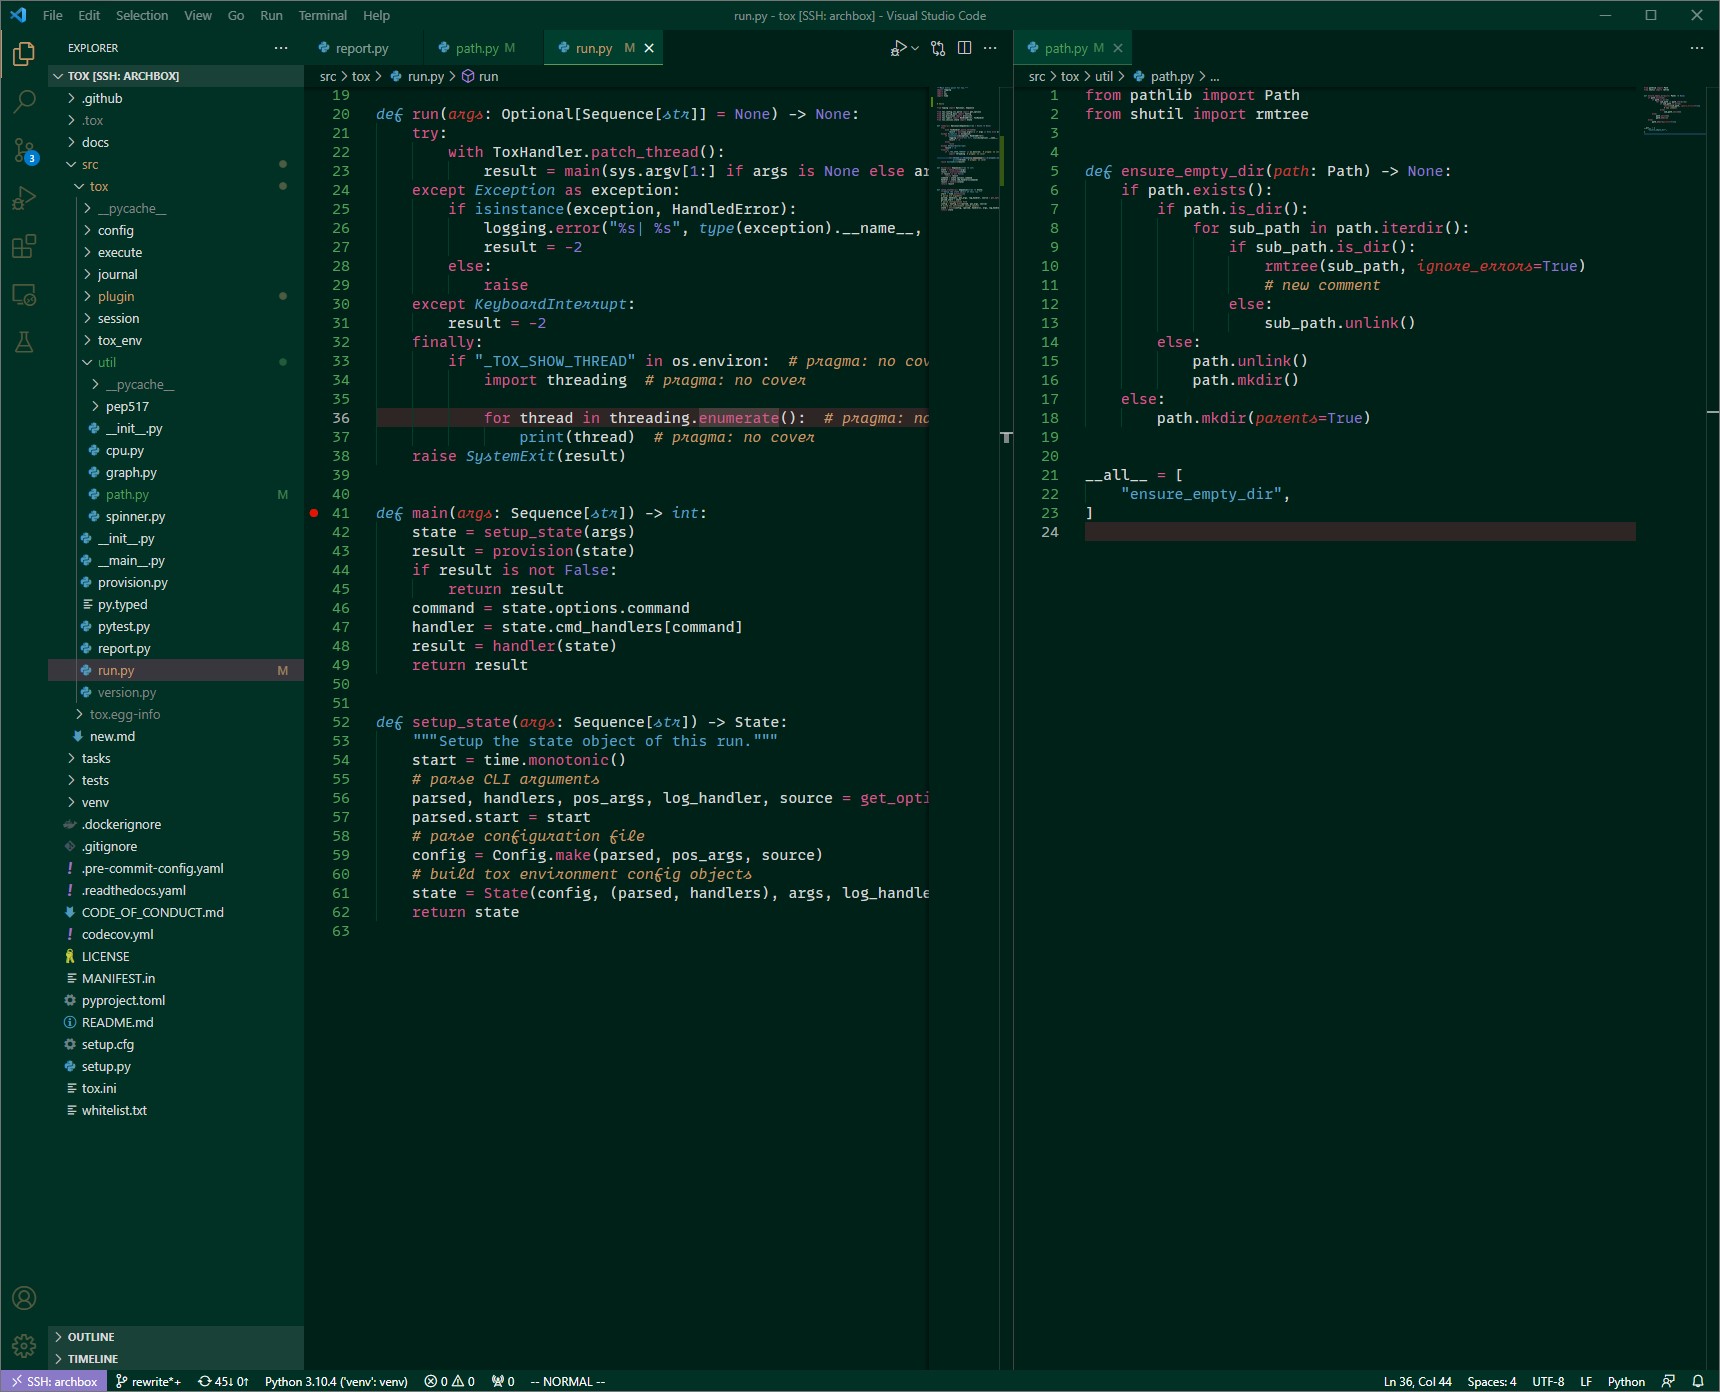 File Edit Selection View Go Run Terminal Help
run.py - tox [SSH: archbox] - Visual Studio Code
EXPLORER
TOX [SSH: ARCHBOX]
.github
.tox
docs
src
tox
__pycache__
config
execute
journal
plugin
session
tox_env
util
__pycache__
pep517
__init__.py
cpu.py
graph.py
path.py M
spinner.py
__init__.py
__main__.py
provision.py
py.typed
pytest.py
report.py
run.py M
version.py
tox.egg-info
new.md
tasks
tests
venv
.dockerignore
.gitignore
.pre-commit-config.yaml
.readthedocs.yaml
CODE_OF_CONDUCT.md
codecov.yml
LICENSE
MANIFEST.in
pyproject.toml
README.md
setup.cfg
setup.py
tox.ini
whitelist.txt
OUTLINE
TIMELINE
3
report.py path.py M run.py M
src > tox > run.py > run
19
20 def run(args: Optional[Sequence[str]] = None) -> None:
21 try:
22 with ToxHandler.patch_thread():
23 result = main(sys.argv[1:] if args is None else ar
24 except Exception as exception:
25 if isinstance(exception, HandledError):
26 logging.error("%s| %s", type(exception).__name__,
27 result = -2
28 else:
29 raise
30 except KeyboardInterrupt:
31 result = -2
32 finally:
33 if "_TOX_SHOW_THREAD" in os.environ: # pragma: no cov
34 import threading # pragma: no cover
35
36 for thread in threading.enumerate(): # pragma: no
37 print(thread) # pragma: no cover
38 raise SystemExit(result)
39
40
41 def main(args: Sequence[str]) -> int:
42 state = setup_state(args)
43 result = provision(state)
44 if result is not False:
45 return result
46 command = state.options.command
47 handler = state.cmd_handlers[command]
48 result = handler(state)
49 return result
50
51
52 def setup_state(args: Sequence[str]) -> State:
53 """Setup the state object of this run."""
54 start = time.monotonic()
55 # parse CLI arguments
56 parsed, handlers, pos_args, log_handler, source = get_opti
57 parsed.start = start
58 # parse configuration file
59 config = Config.make(parsed, pos_args, source)
60 # build tox environment config objects
61 state = State(config, (parsed, handlers), args, log_handle
62 return state
63
path.py M
src > tox > util > path.py > ...
1 from pathlib import Path
2 from shutil import rmtree
3
4
5 def ensure_empty_dir(path: Path) -> None:
6 if path.exists():
7 if path.is_dir():
8 for sub_path in path.iterdir():
9 if sub_path.is_dir():
10 rmtree(sub_path, ignore_errors=True)
11 # new comment
12 else:
13 sub_path.unlink()
14 else:
15 path.unlink()
16 path.mkdir()
17 else:
18 path.mkdir(parents=True)
19
20
21 __all__ = [
22 "ensure_empty_dir",
23 ]
24
SSH: archbox rewrite*+ 45↓ 0↑ Python 3.10.4 ('venv': venv) 0 0 0 -- NORMAL -- Ln 36, Col 44 Spaces: 4 UTF-8 LF Python